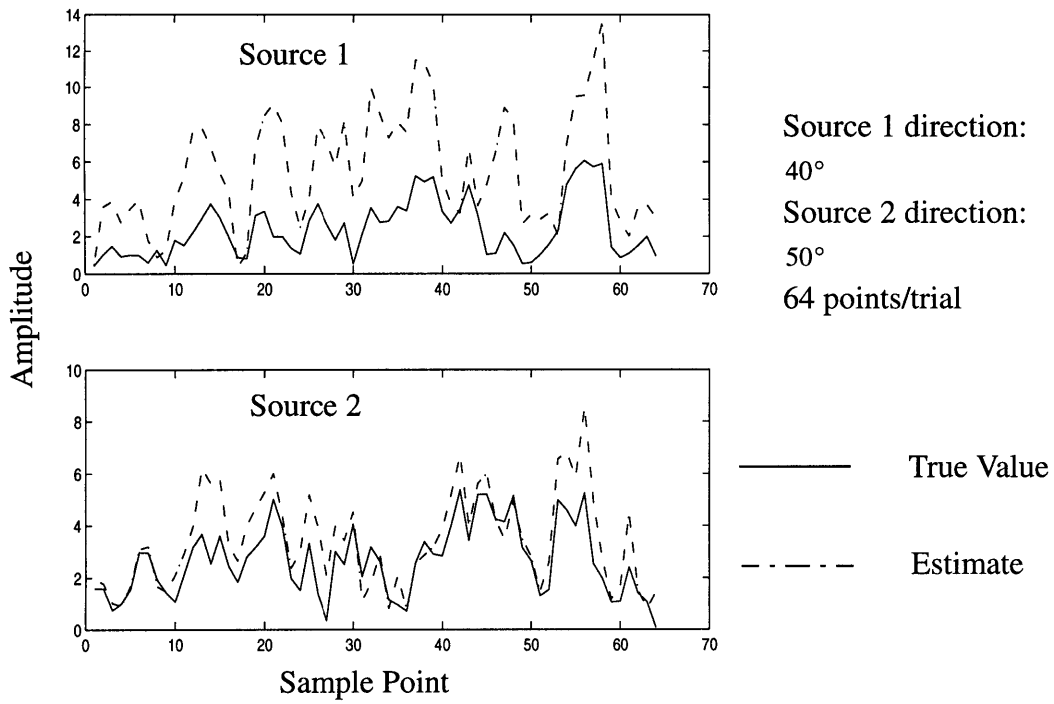 14
12
10
8
6
4
2
0
Source 1
0 10 20 30 40 50 60 70
Amplitude
10
8
6
4
2
0
Source 2
0 10 20 30 40 50 60 70
Sample Point
Source 1 direction:
40°
Source 2 direction:
50°
64 points/trial
True Value
Estimate